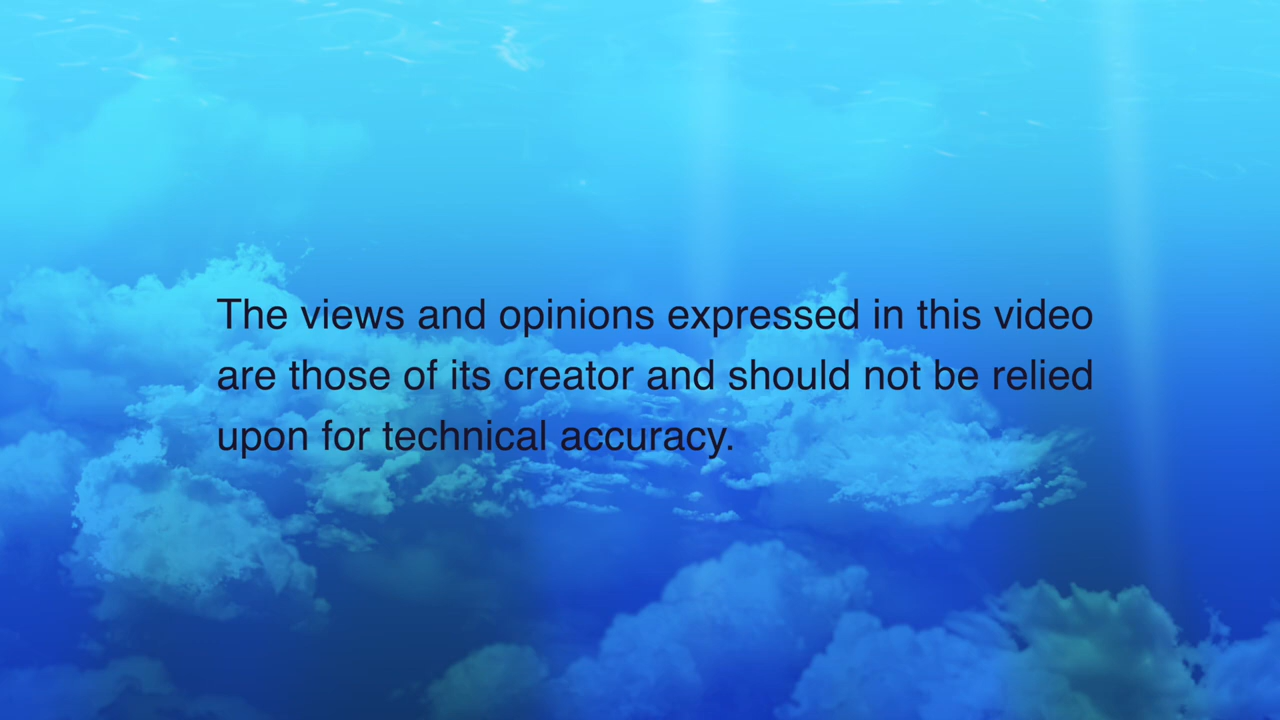 The views and opinions expressed in this video
are those of its creator and should not be relied
upon for technical accuracy.